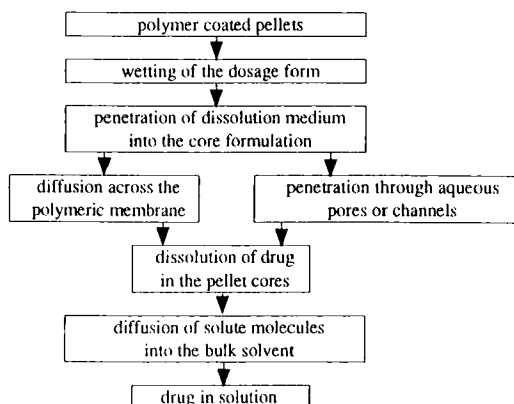 polymer coated pellets
wetting of the dosage form
penetration of dissolution medium
into the core formulation
diffusion across the
polymeric membrane
penetration through aqueous
pores or channels
dissolution of drug
in the pellet cores
diffusion of solute molecules
into the bulk solvent
drug in solution